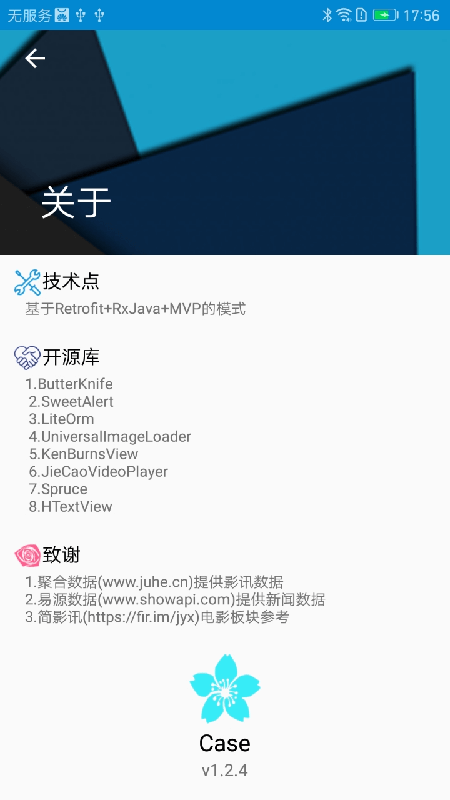 无服务 17:56
关于
技术点
基于Retrofit+RxJava+MVP的模式
开源库
1.ButterKnife
2.SweetAlert
3.LiteOrm
4.UniversalImageLoader
5.KenBurnsView
6.JieCaoVideoPlayer
7.Spruce
8.HTextView
致谢
1.聚合数据(www.juhe.cn)提供影讯数据
2.易源数据(www.showapi.com)提供新闻数据
3.简影讯(https://fir.im/jyx)电影板块参考
Case
v1.2.4